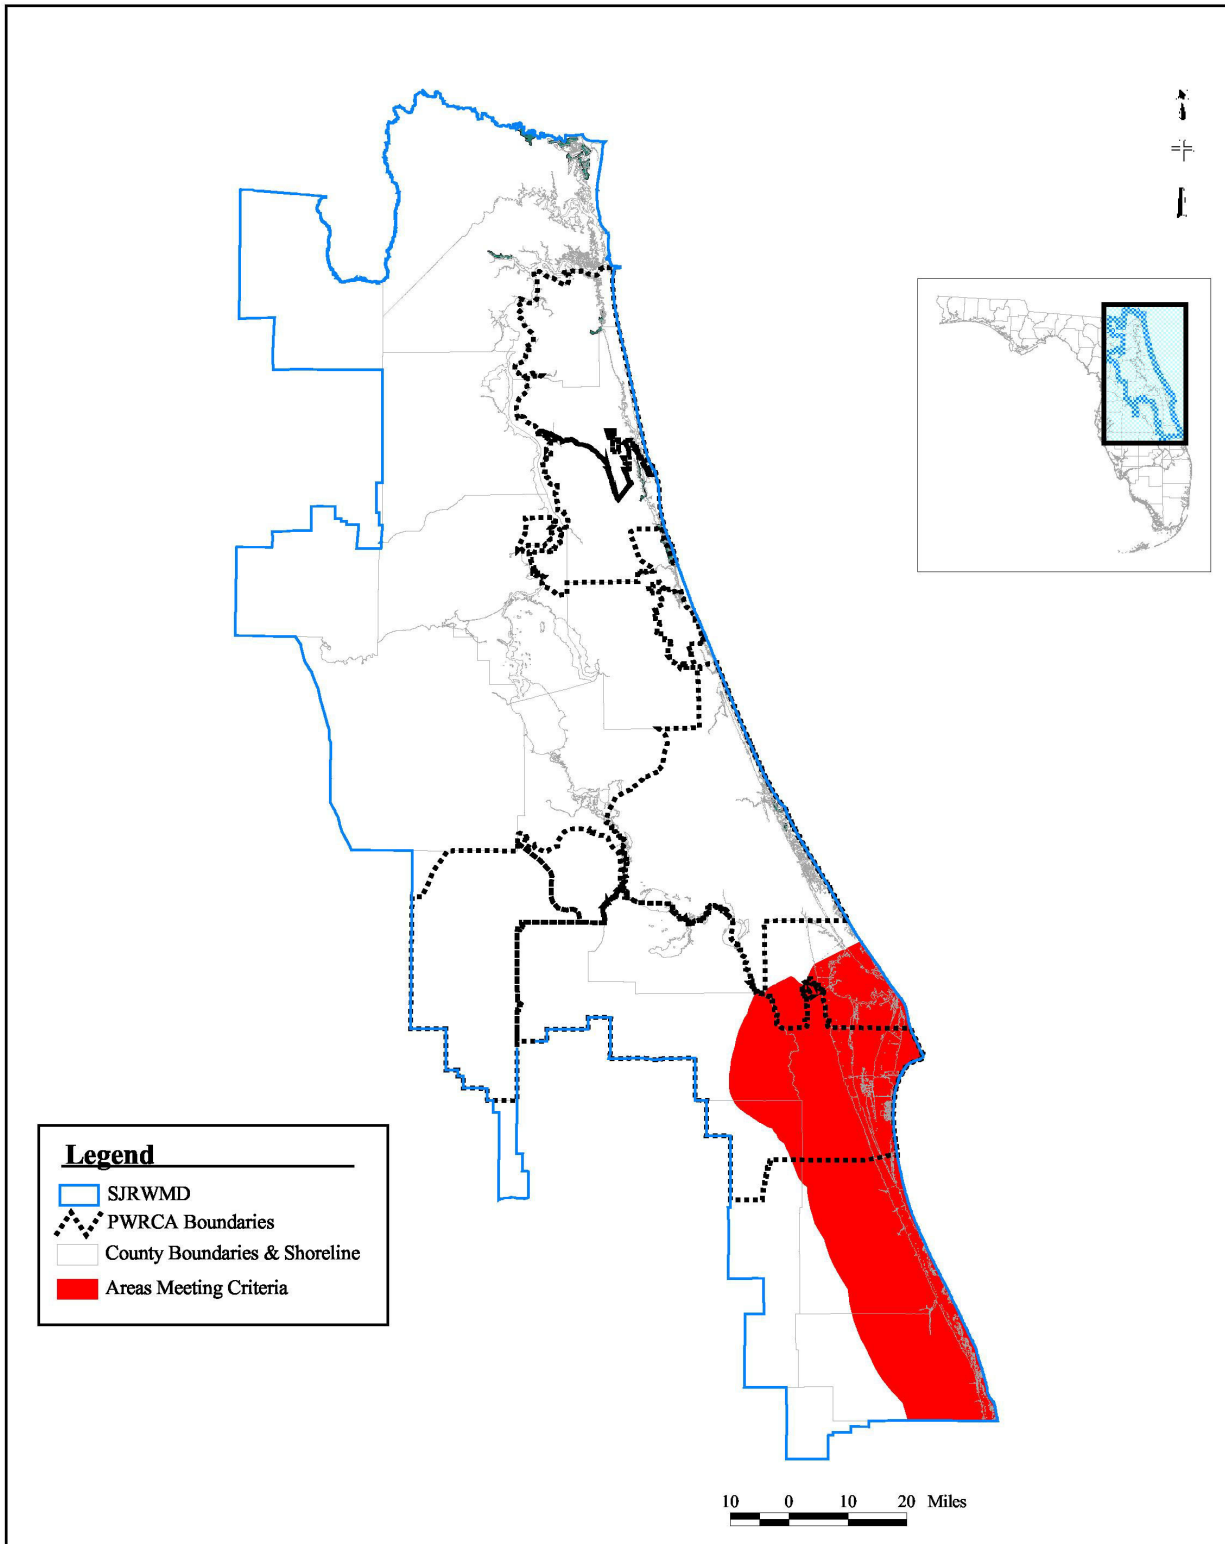 Legend
SJRWMD
PWRCA Boundaries
County Boundaries & Shoreline
Areas Meeting Criteria
10 0 10 20 Miles